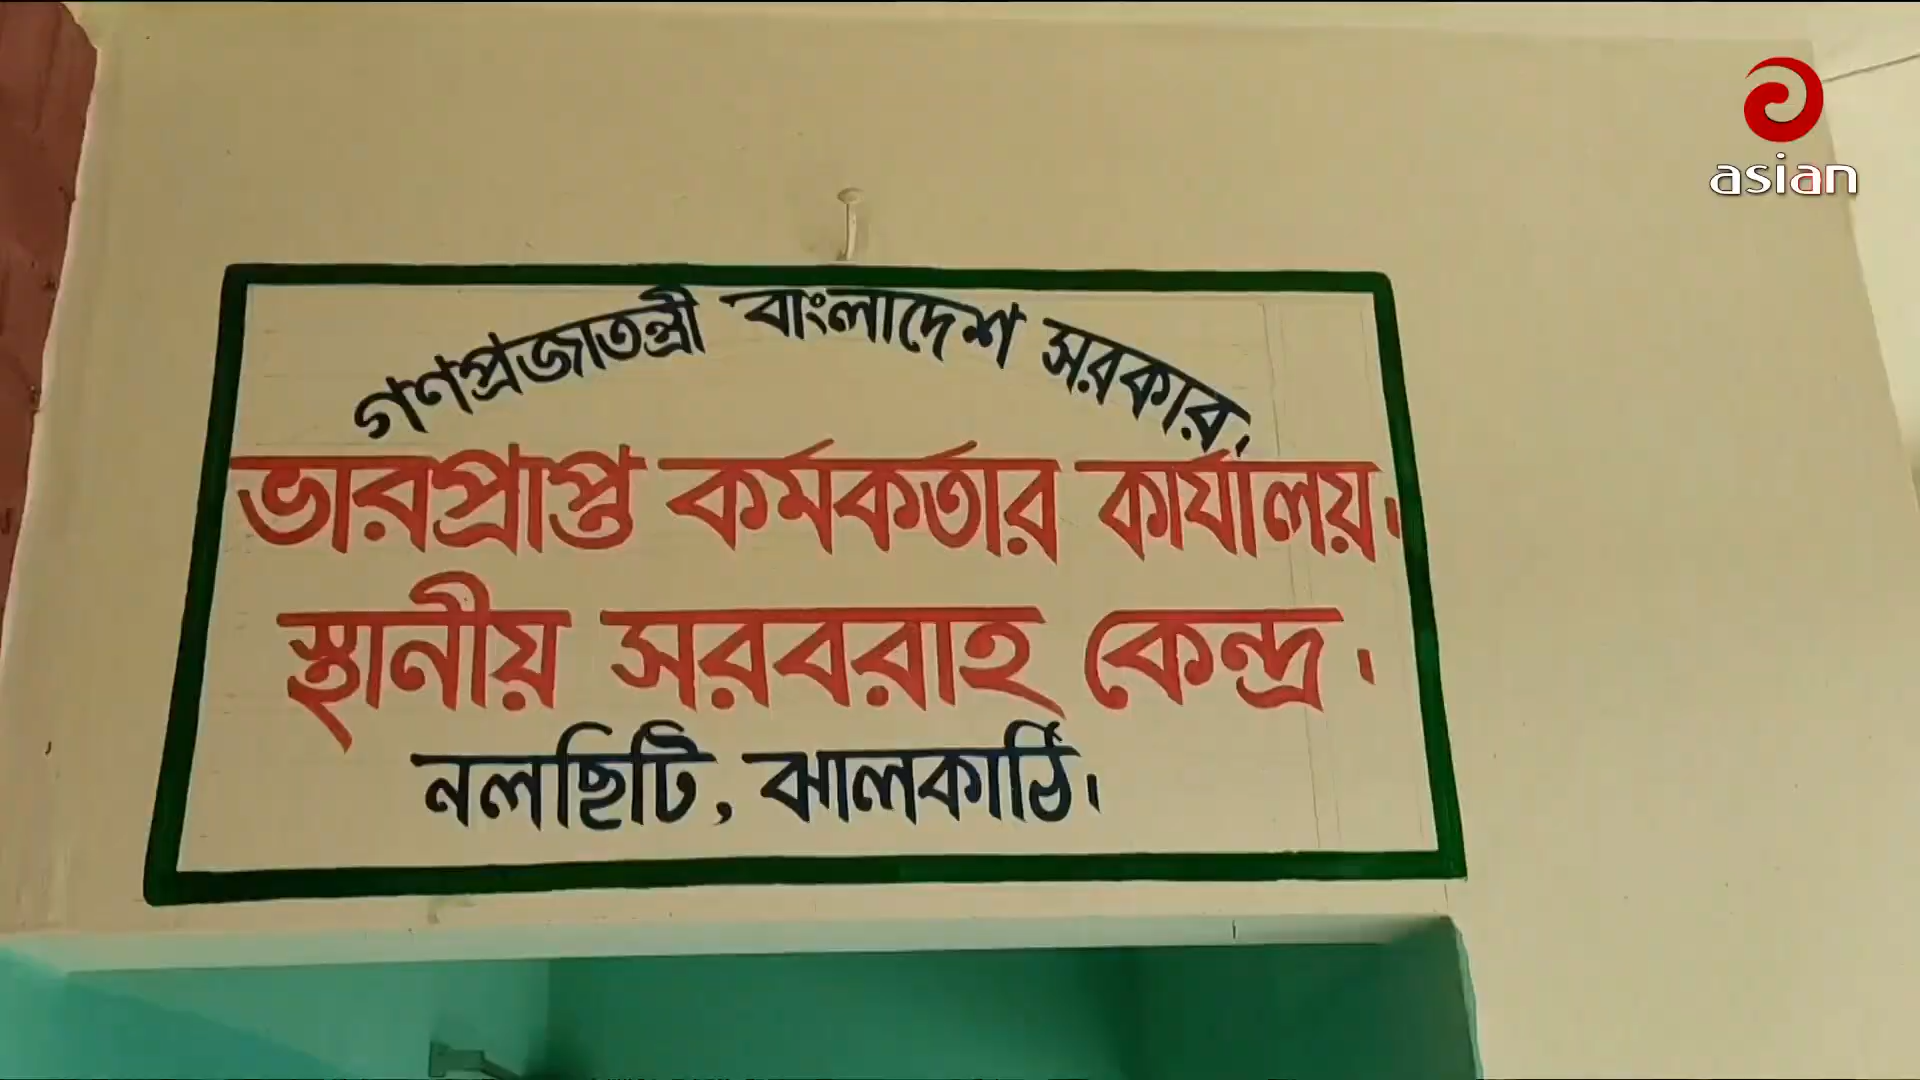 asian
গণপ্রজাতন্ত্রী বাংলাদেশ সরকার।
ভারপ্রাপ্ত কর্মকর্তার কার্যালয়।
স্থানীয় সরবরাহ কেন্দ্র।
নলছিটি, ঝালকাঠি।